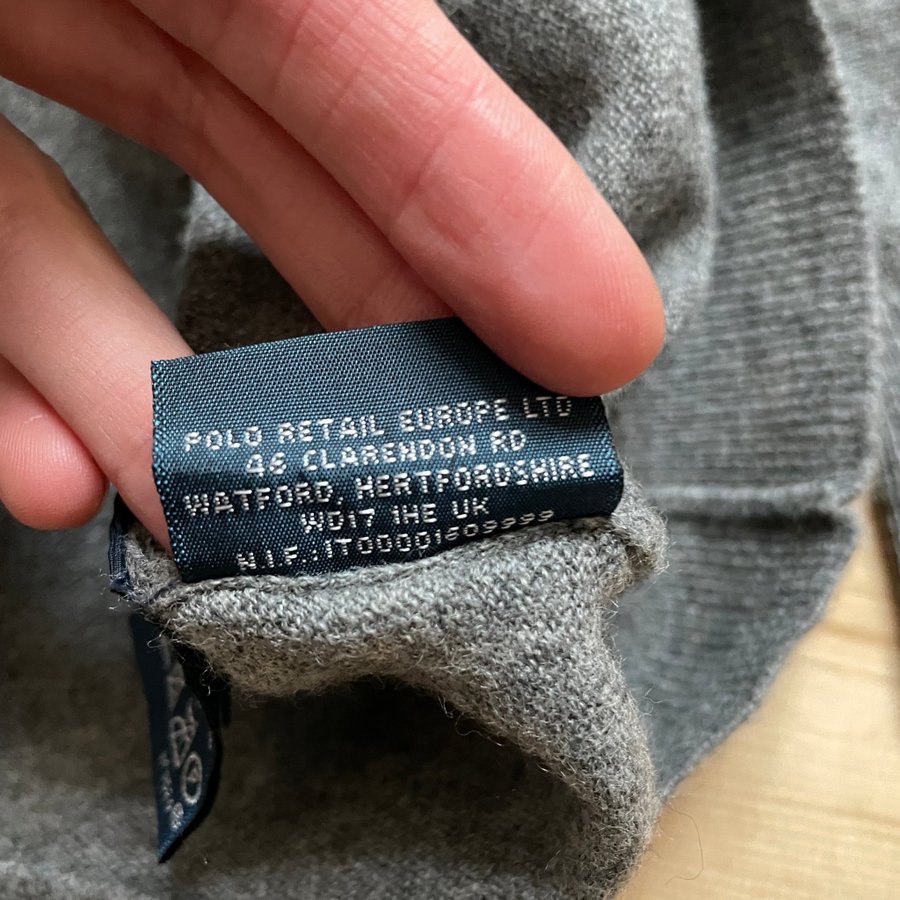 POLO RETAIL EUROPE LTD
46 CLARENDON RD
WATFORD, HERTFORDSHIRE
WD17 1HE UK
N.I.F.:IT00001609999